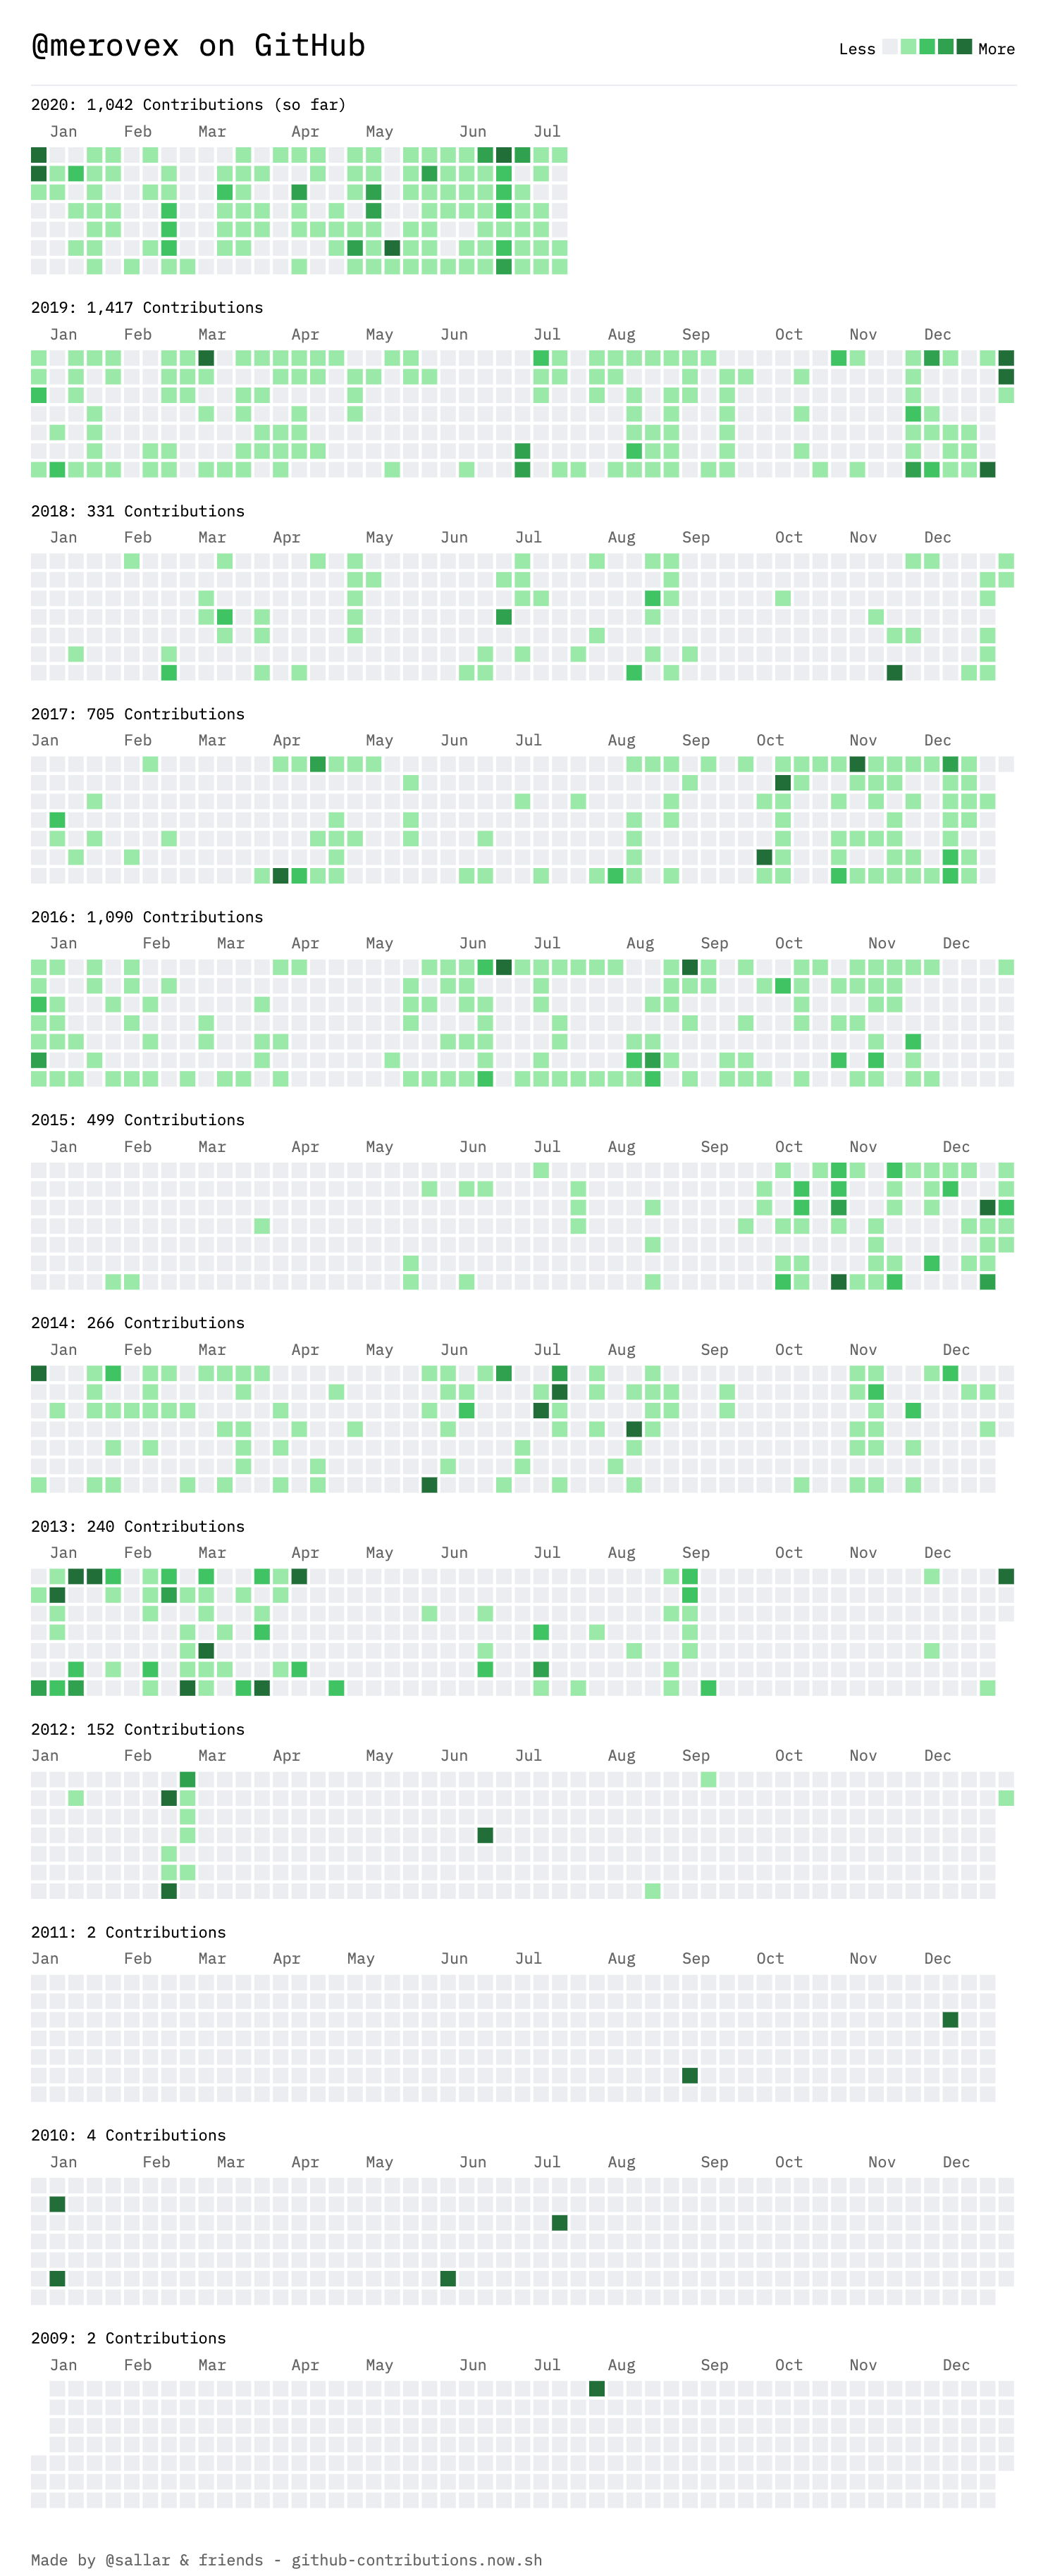 @merovex on GitHub
Less More
2020: 1,042 Contributions (so far)
Jan Feb Mar Apr May Jun Jul
2019: 1,417 Contributions
Jan Feb Mar Apr May Jun Jul Aug Sep Oct Nov Dec
2018: 331 Contributions
Jan Feb Mar Apr Jun Jul Aug Sep Oct Nov Dec
2017: 705 Contributions
Jan Feb Mar Apr May Jun Jul Aug Sep Oct Nov Dec
2016: 1,090 Contributions
Jan Feb Mar Apr May Jun Jul Aug Sep Oct Nov Dec
2015: 499 Contributions
Jan Feb Mar Apr May Jun Jul Aug Sep Oct Nov Dec
2014: 266 Contributions
Jan Feb Mar Apr May Jun Jul Aug Sep Oct Nov Dec
2013: 240 Contributions
Jan Feb Mar Apr May Jun Jul Aug Sep Oct Nov Dec
2012: 152 Contributions
Jan Feb Mar Apr May Jun Jul Aug Sep Oct Nov Dec
2011: 2 Contributions
Jan Feb Mar Apr May Jun Jul Aug Sep Oct Nov Dec
2010: 4 Contributions
Jan Feb Mar Apr May Jun Jul Aug Sep Oct Nov Dec
2009: 2 Contributions
Jan Feb Mar Apr May Jun Jul Aug Sep Oct Nov Dec
Made by @sallar & friends - github-contributions.now.sh